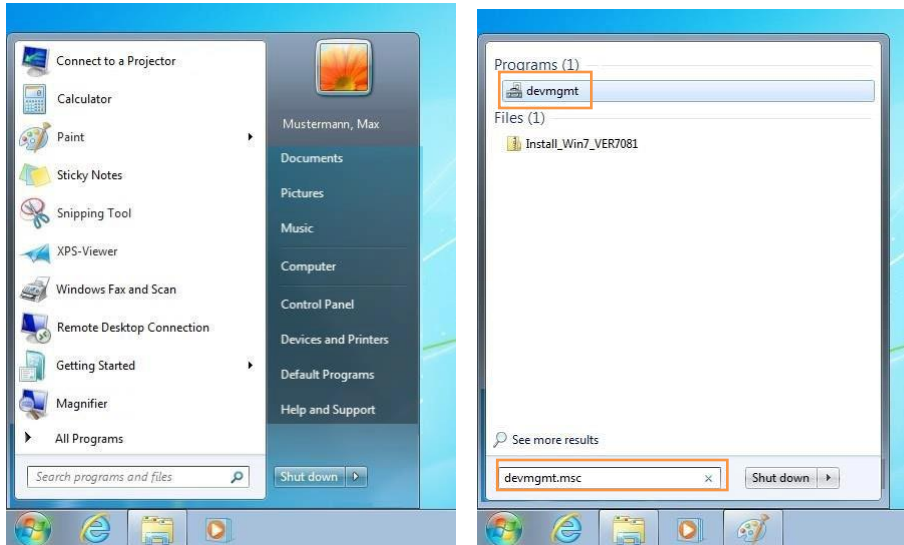 Connect to a Projector
Calculator
Paint
Sticky Notes
Snipping Tool
XPS-Viewer
Windows Fax and Scan
Remote Desktop Connection
Getting Started
Magnifier
All Programs
Search programs and files
Mustermann, Max
Documents
Pictures
Music
Computer
Control Panel
Devices and Printers
Default Programs
Help and Support
Shut down
Programs (1)
devmgmt
Files (1)
Install_Win7_VER7081
See more results
devmgmt.msc
Shut down